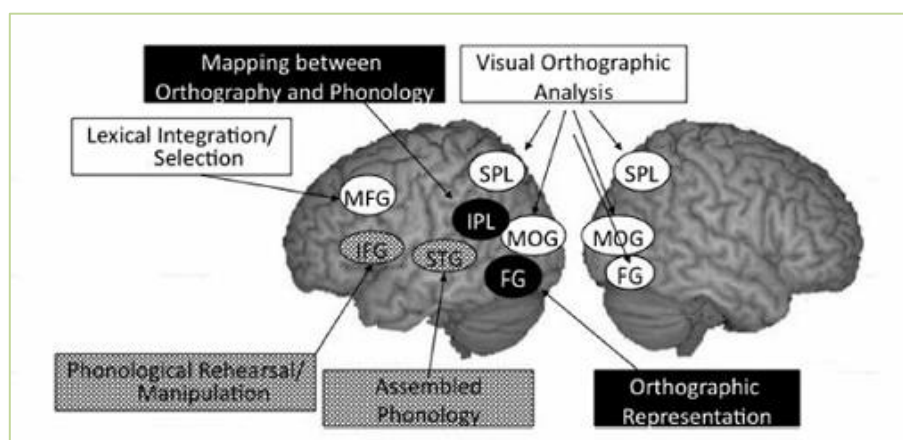 Mapping between
Orthography and Phonology
Visual Orthographic
Analysis
Lexical Integration/
Selection
SPL
SPL
MFG
IPL
MOG
MOG
IFG
STG
FG
FG
Phonological Rehearsal/
Manipulation
Assembled
Phonology
Orthographic
Representation